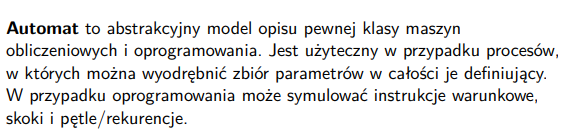 Automat to abstrakcyjny model opisu pewnej klasy maszyn
obliczeniowych i oprogramowania. Jest użyteczny w przypadku procesów,
w których można wyodrębnić zbiór parametrów w całości je definiujący.
W przypadku oprogramowania może symulować instrukcje warunkowe,
skoki i pętle/rekurencje.